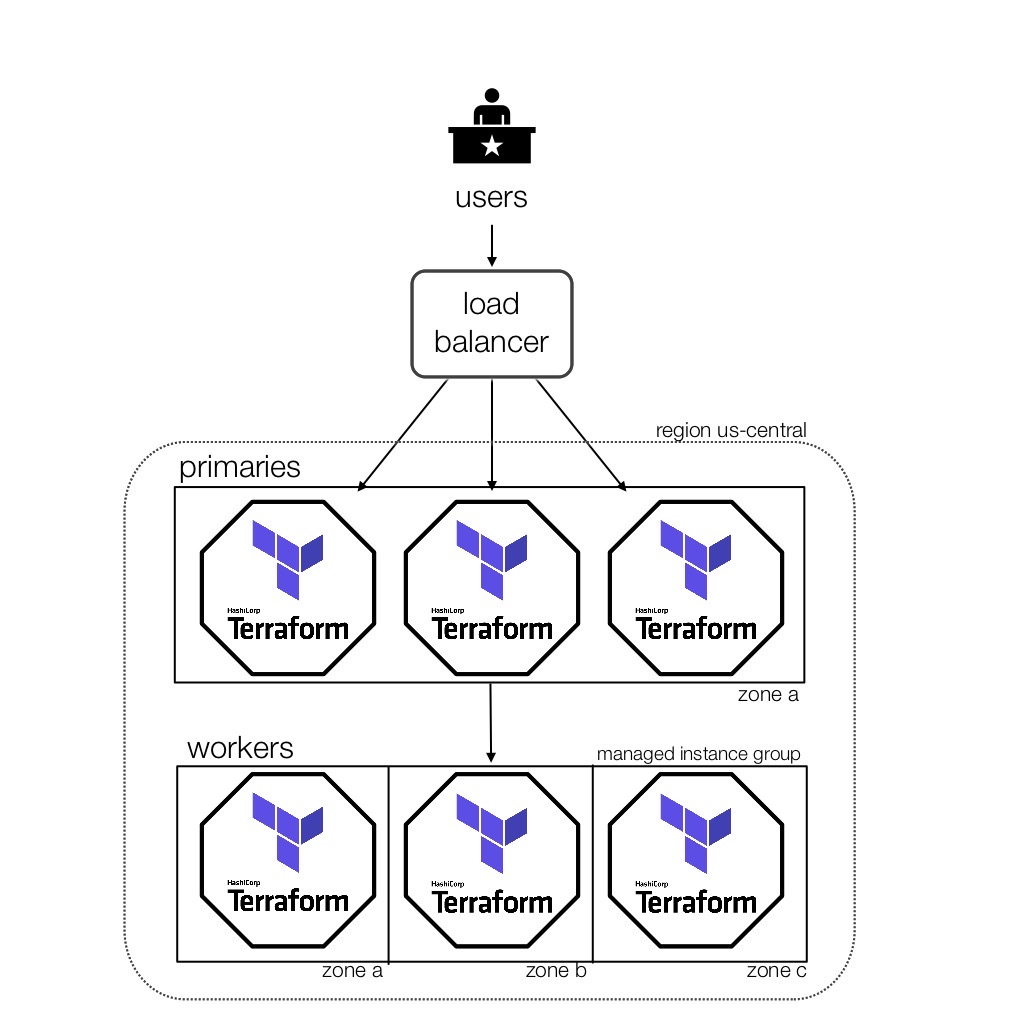 users
load
balancer
region us-central
primaries
HashiCorp
Terraform
HashiCorp
Terraform
HashiCorp
Terraform
zone a
workers
managed instance group
HashiCorp
Terraform
HashiCorp
Terraform
HashiCorp
Terraform
zone a
zone b
zone c